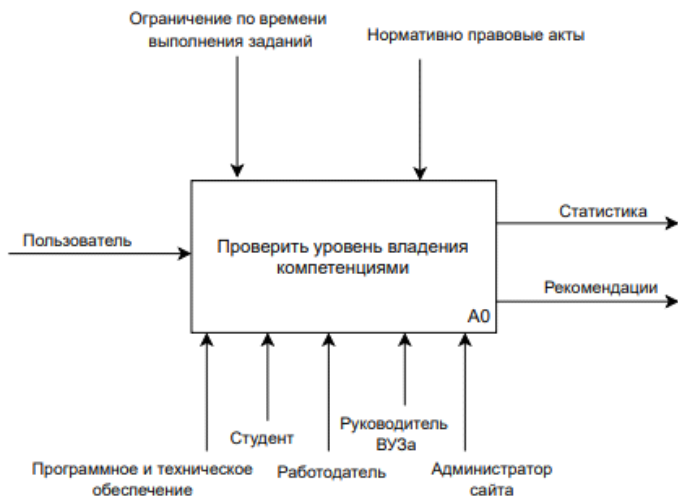 Ограничение по времени
выполнения заданий
Нормативно правовые акты
Пользователь
Проверить уровень владения
компетенциями
A0
Статистика
Рекомендации
Программное и техническое
обеспечение
Студент
Работодатель
Руководитель
ВУЗа
Администратор
сайта